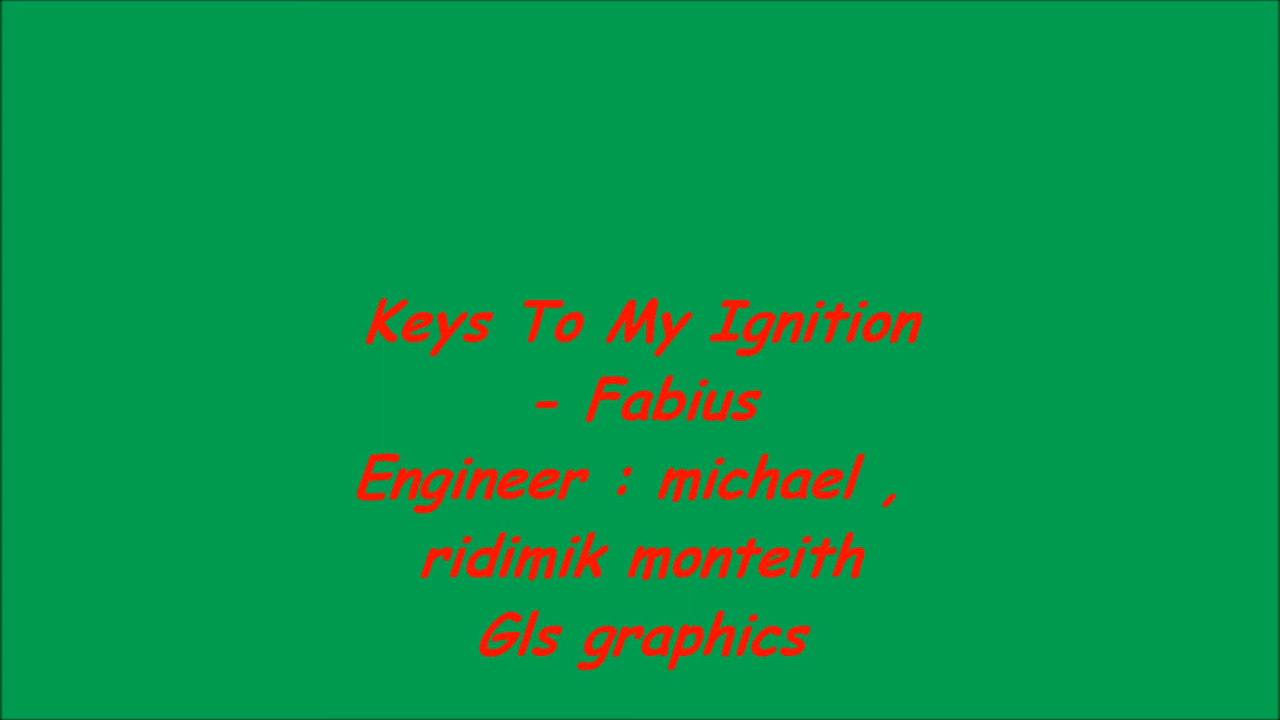 Keys To My Ignition
- Fabius
Engineer : michael ,
ridimik monteith
Gls graphics